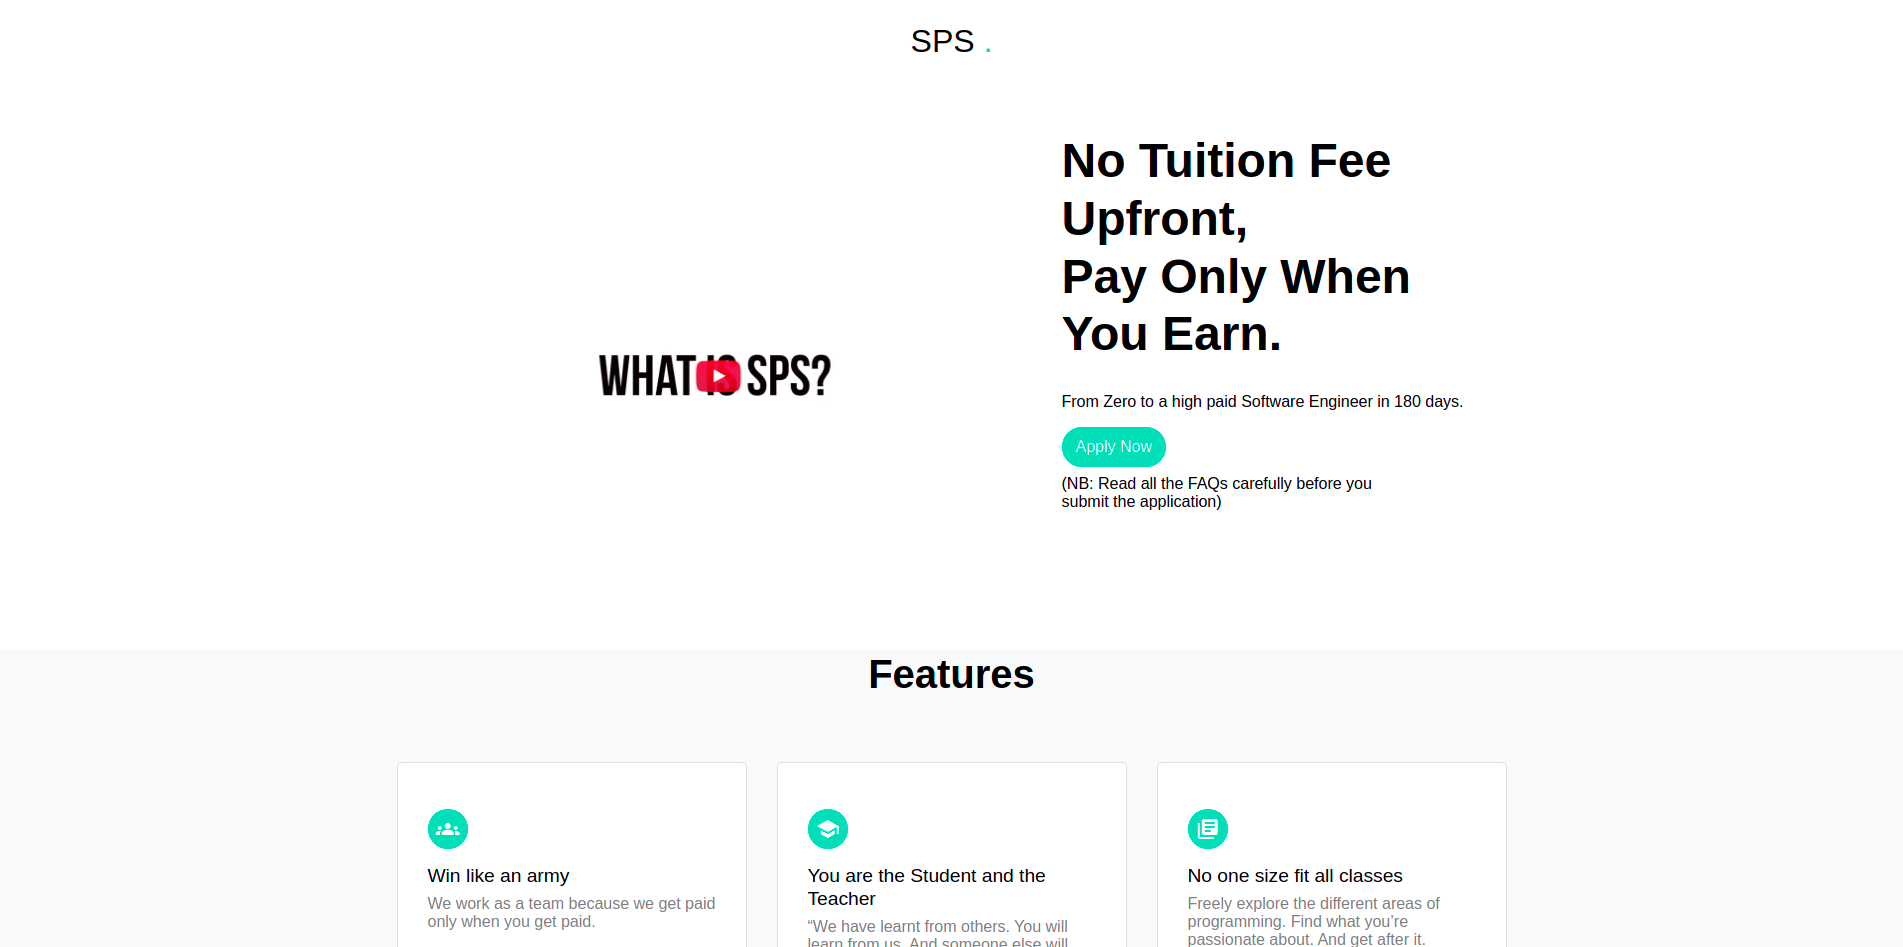 SPS .
No Tuition Fee
Upfront,
Pay Only When
You Earn.
WHAT IS SPS?
From Zero to a high paid Software Engineer in 180 days.
Apply Now
(NB: Read all the FAQs carefully before you
submit the application)
Features
Win like an army
We work as a team because we get paid
only when you get paid.
You are the Student and the
Teacher
“We have learnt from others. You will
learn from us. And someone else will
No one size fit all classes
Freely explore the different areas of
programming. Find what you’re
passionate about. And get after it.